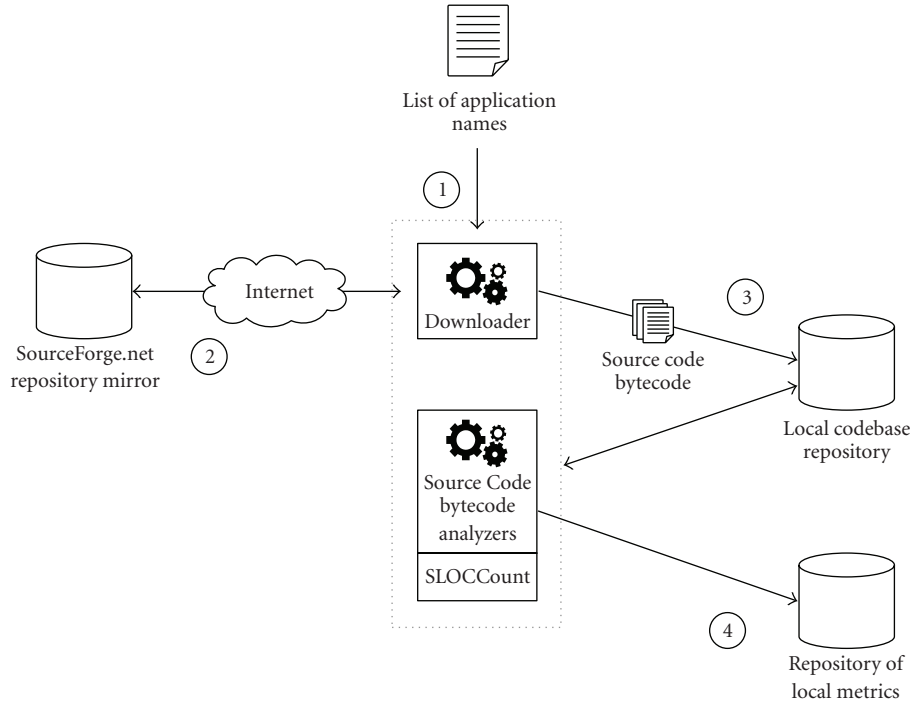 List of application
names
1
Internet
Downloader
SourceForge.net
repository mirror
2
3
Source code
bytecode
Local codebase
repository
Source Code
bytecode
analyzers
SLOCCount
4
Repository of
local metrics